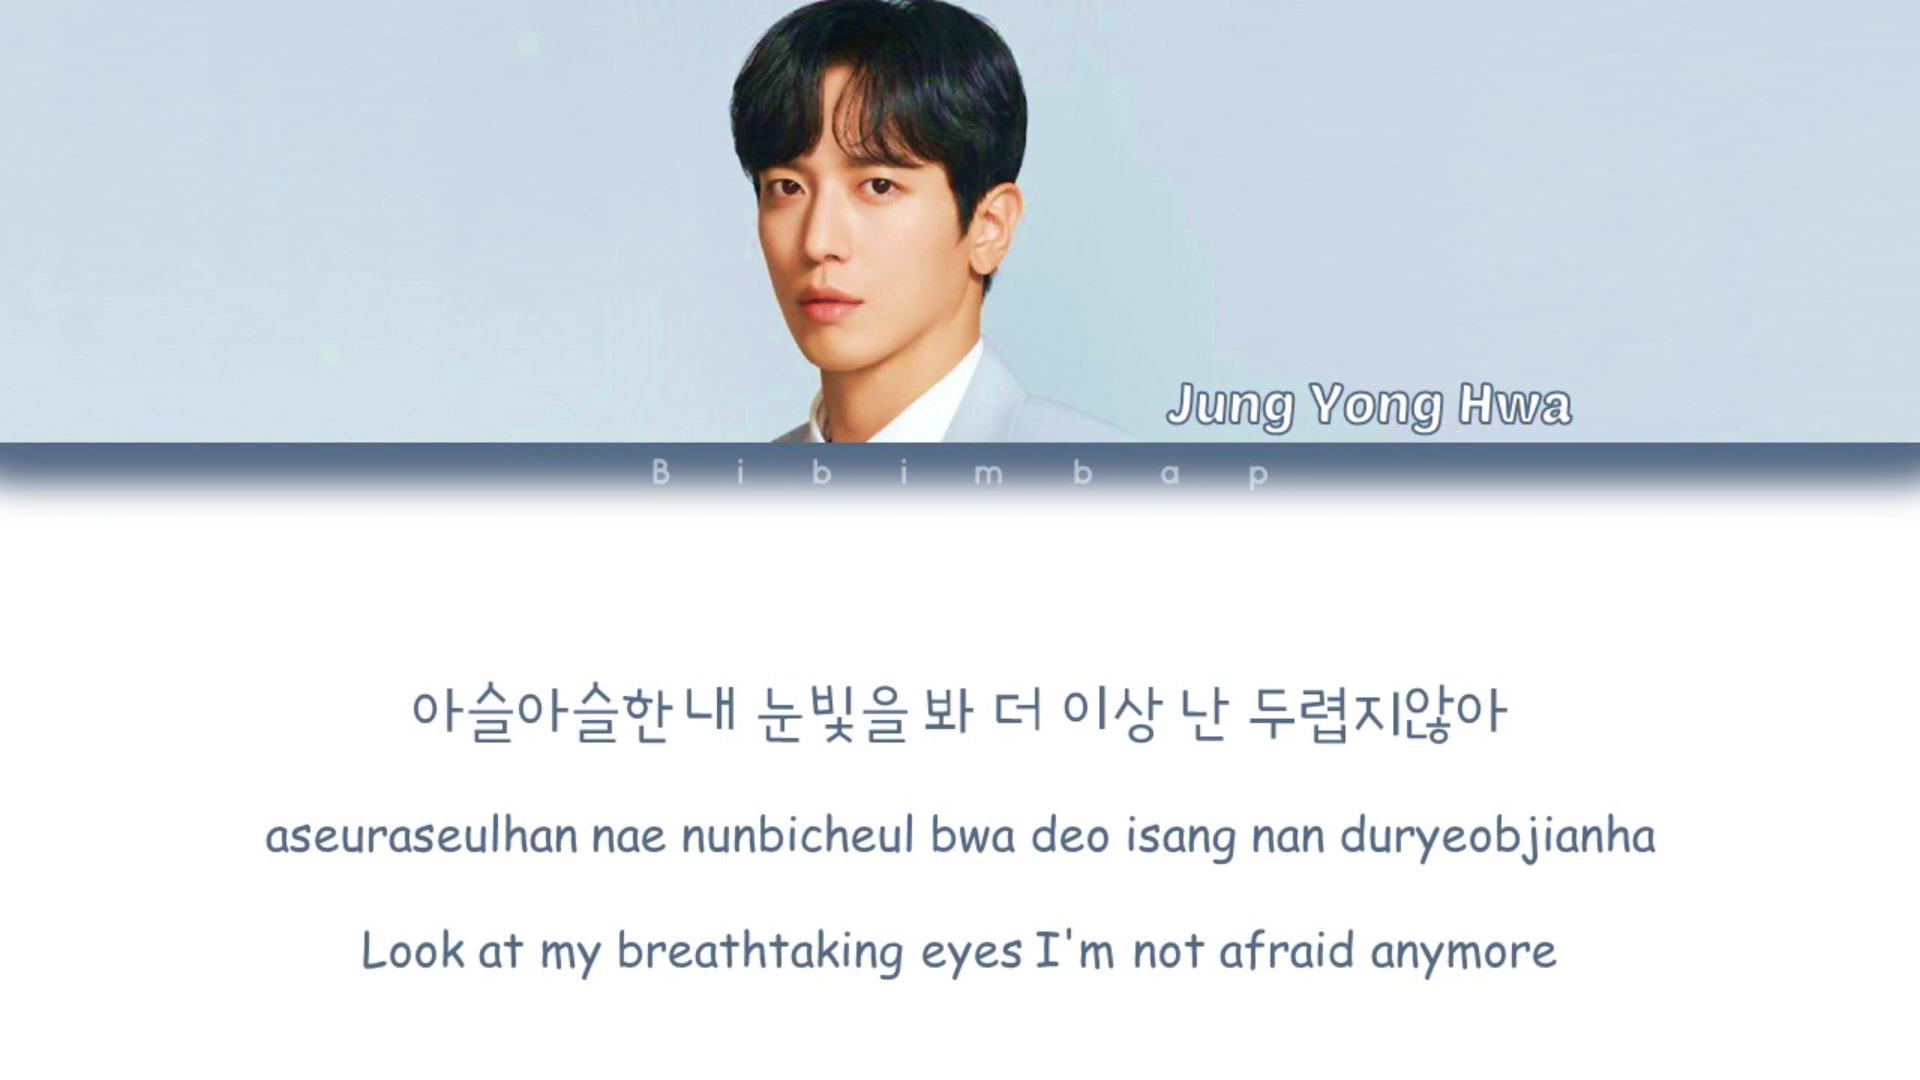 Jung Yong Hwa
Bibimbap
아슬아슬한 내 눈빛을 봐 더 이상 난 두렵지않아
aseuraseulhan nae nunbicheul bwa deo isang nan duryeobjianha
Look at my breathtaking eyes I'm not afraid anymore